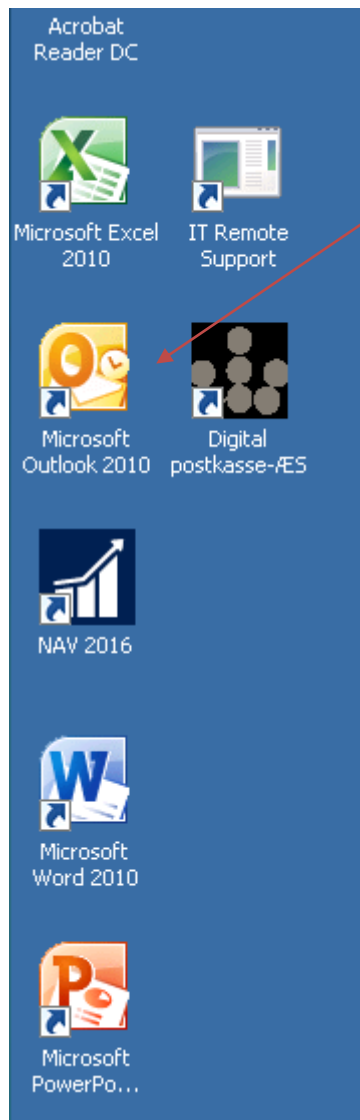 Acrobat
Reader DC
Microsoft Excel
2010
IT Remote
Support
Microsoft
Outlook 2010
Digital
postkasse-ÆS
NAV 2016
Microsoft
Word 2010
Microsoft
PowerPo...